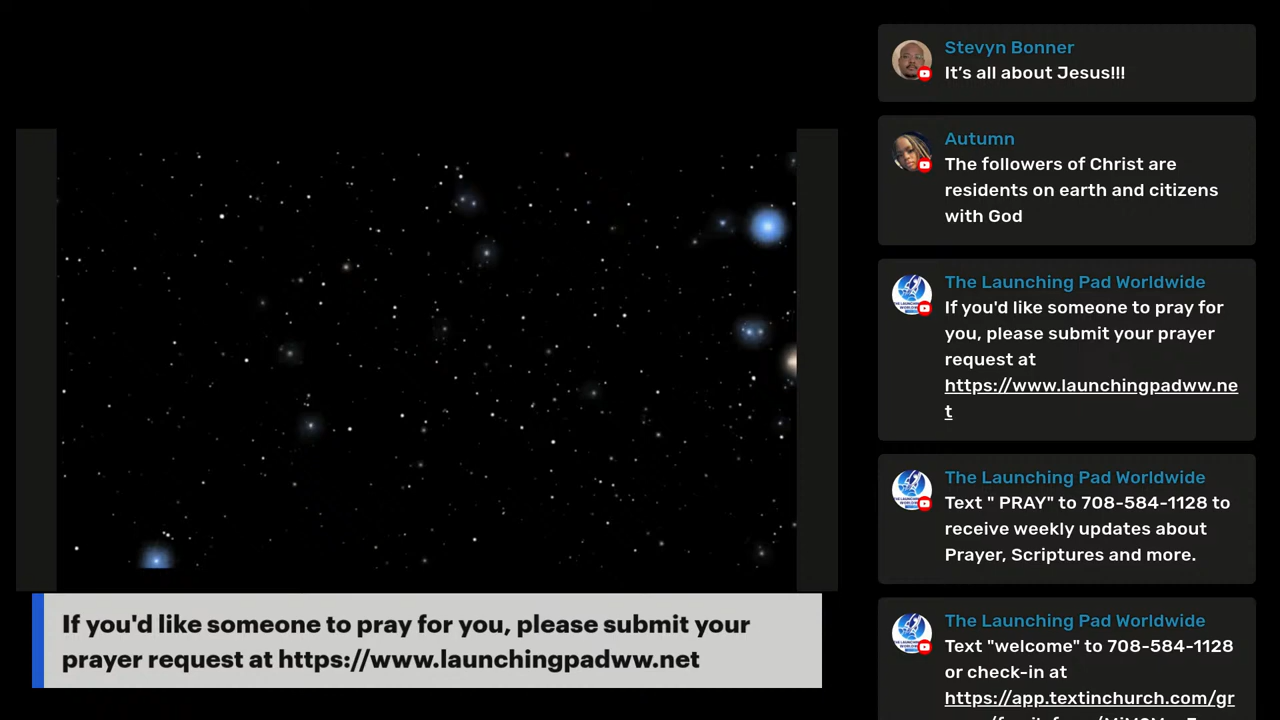 If you'd like someone to pray for you, please submit your
prayer request at https://www.launchingpadww.net
Stevyn Bonner
It’s all about Jesus!!!
Autumn
The followers of Christ are
residents on earth and citizens
with God
The Launching Pad Worldwide
If you'd like someone to pray for
you, please submit your prayer
request at
https://www.launchingpadww.ne
t
The Launching Pad Worldwide
Text " PRAY" to 708-584-1128 to
receive weekly updates about
Prayer, Scriptures and more.
The Launching Pad Worldwide
Text "welcome" to 708-584-1128
or check-in at
https://app.textinchurch.com/gr